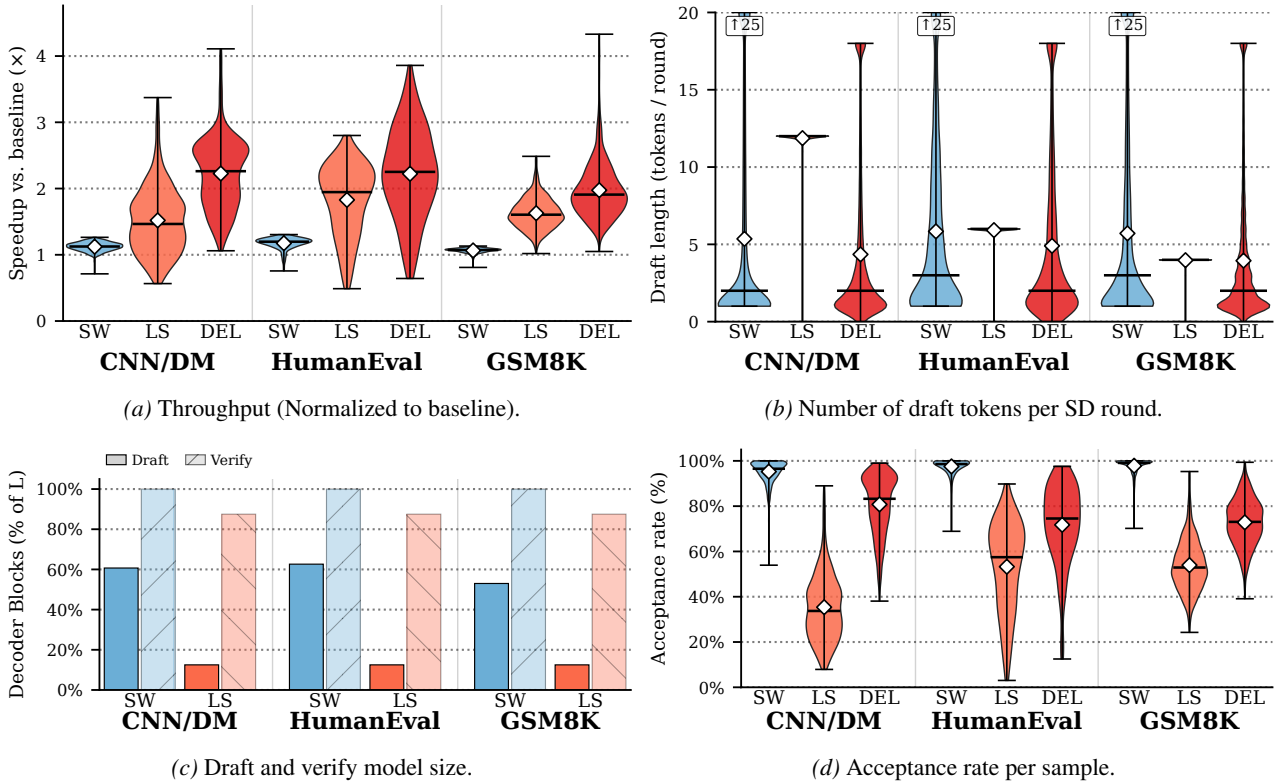 Speedup vs. baseline (×)
4
3
2
1
0
SW LS DEL SW LS DEL SW LS DEL
CNN/DM HumanEval GSM8K
(a) Throughput (Normalized to baseline).
Draft length (tokens / round)
20
15
10
5
0
↑25 ↑25 ↑25
SW LS DEL SW LS DEL SW LS DEL
CNN/DM HumanEval GSM8K
(b) Number of draft tokens per SD round.
Draft Verify
Decoder Blocks (% of L)
100%
80%
60%
40%
20%
0%
SW LS SW LS SW LS
CNN/DM HumanEval GSM8K
(c) Draft and verify model size.
Acceptance rate (%)
100%
80%
60%
40%
20%
0%
SW LS DEL SW LS DEL SW LS DEL
CNN/DM HumanEval GSM8K
(d) Acceptance rate per sample.